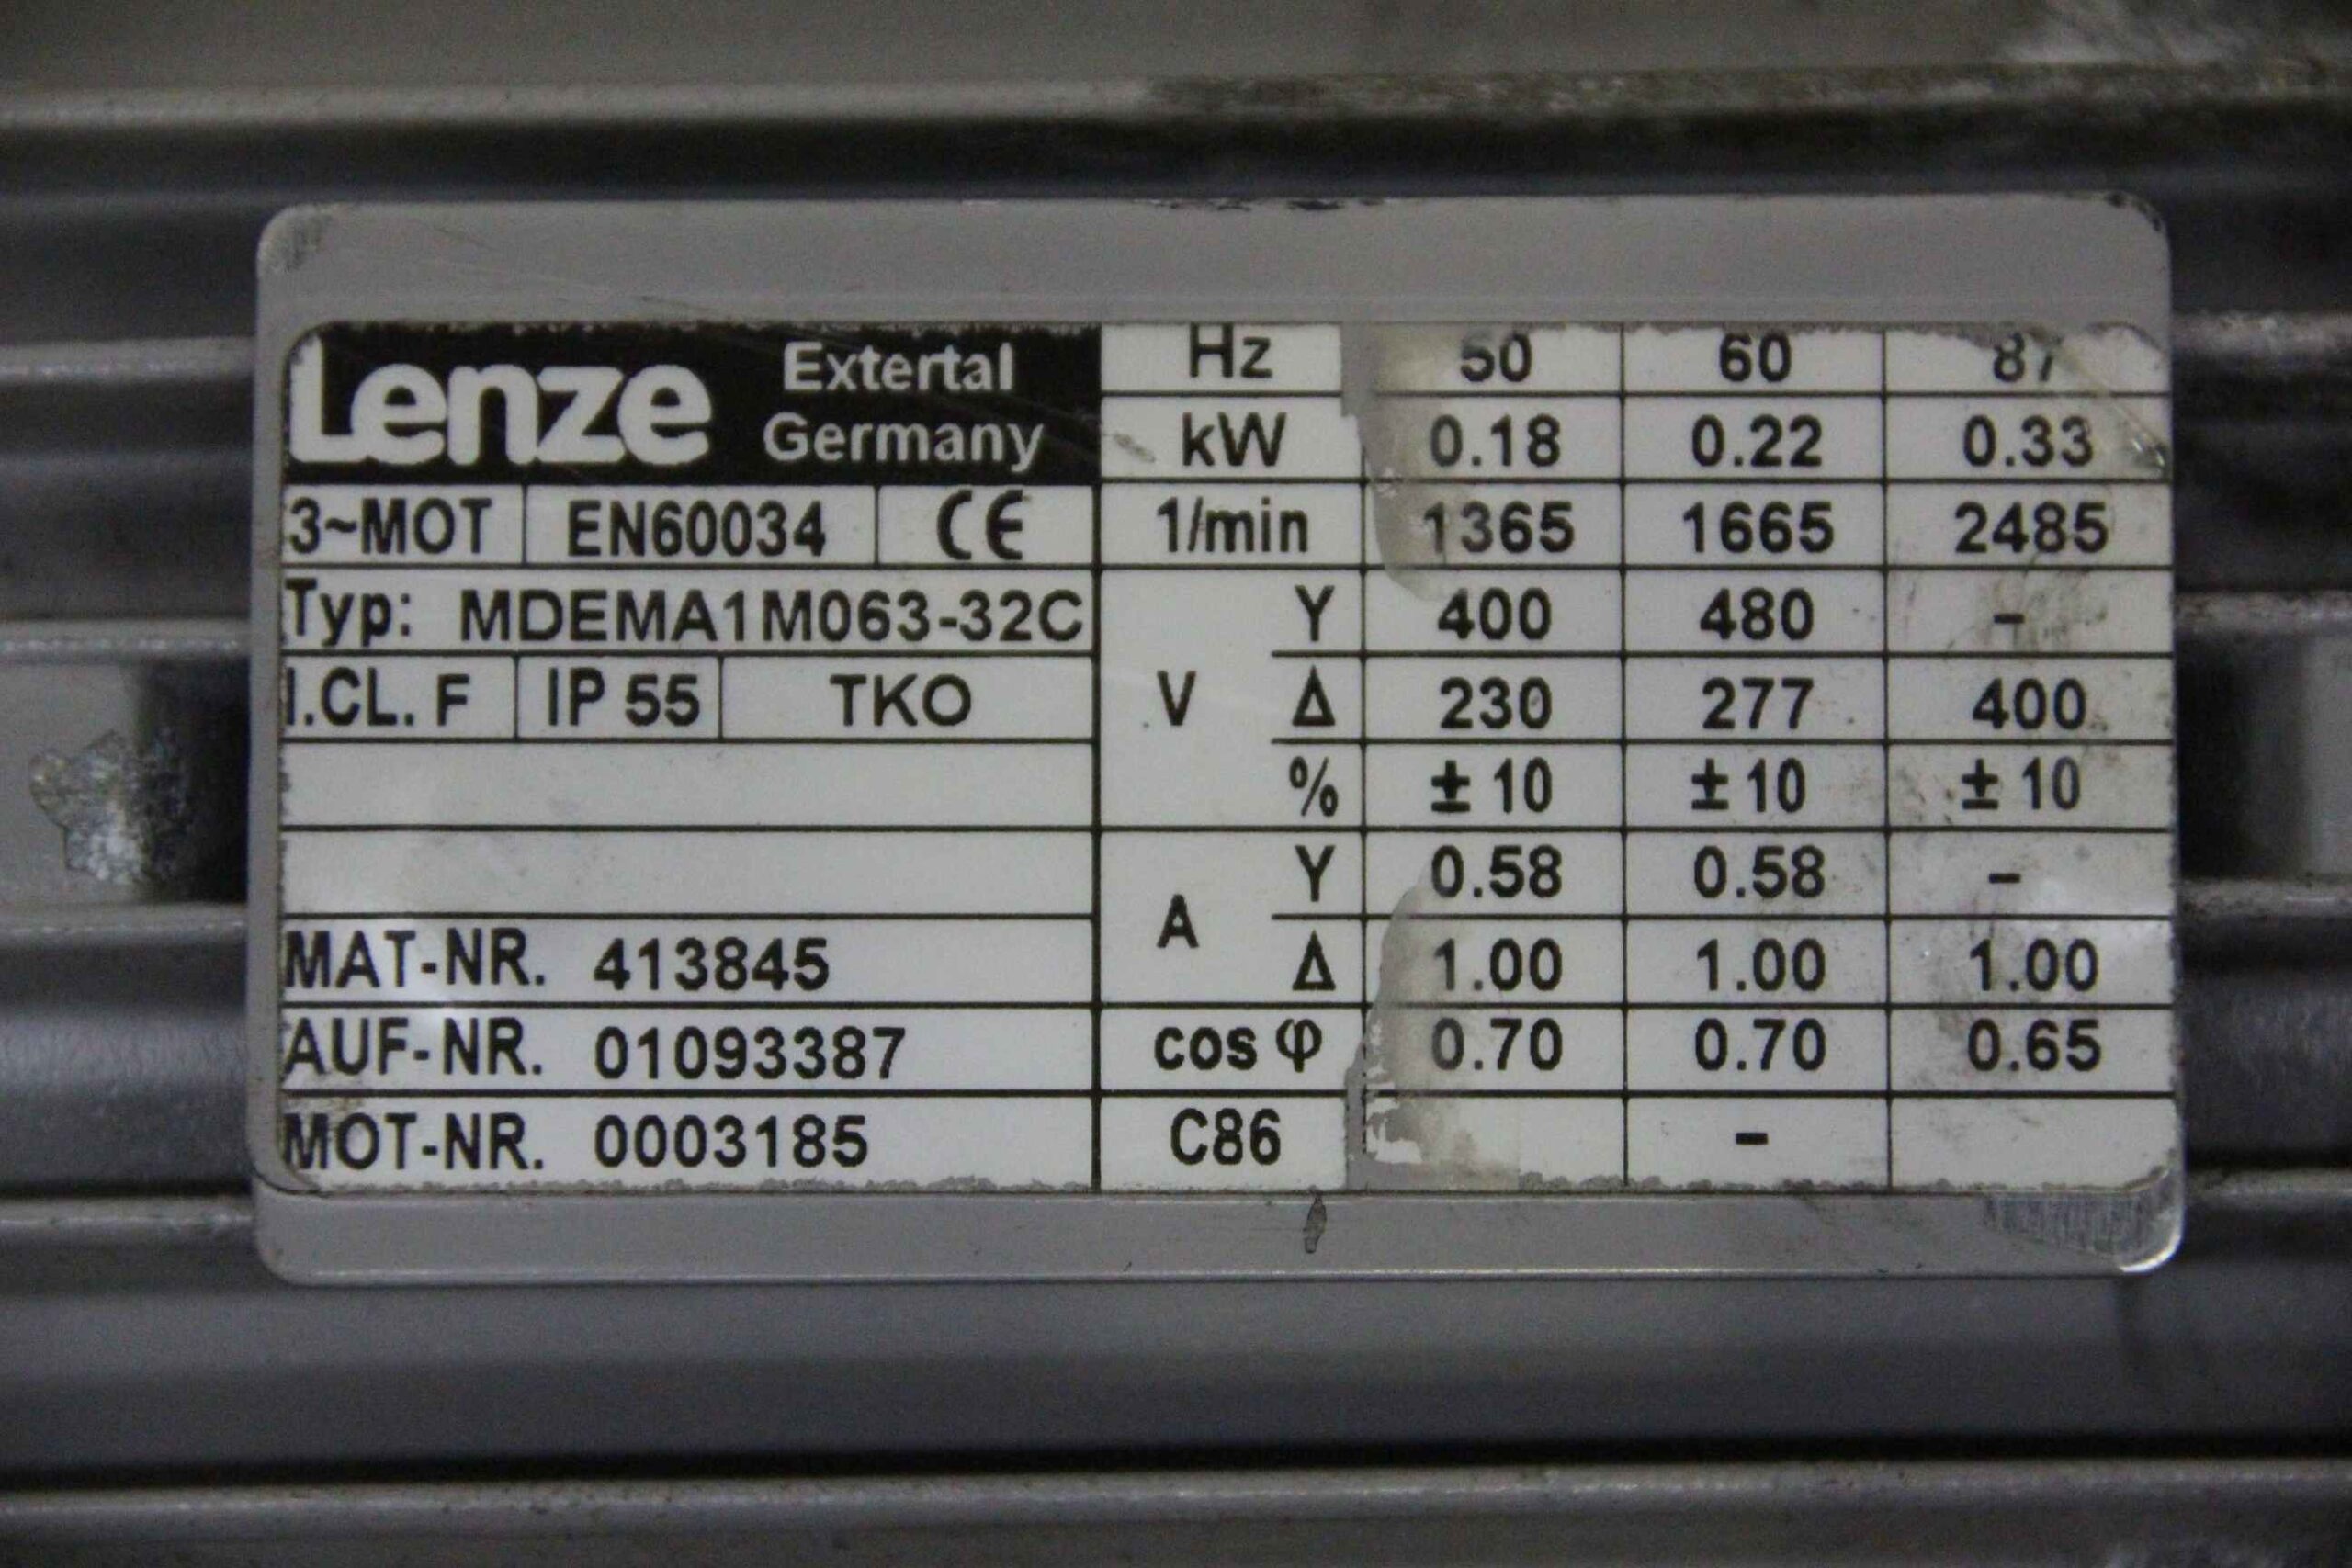 Lenze Extertal
Germany
3~MOT EN60034 CE
Typ: MDEMA1M063-32C
I.CL. F IP 55 TKO
MAT-NR. 413845
AUF-NR. 01093387
MOT-NR. 0003185
Hz 50 60 87
kW 0.18 0.22 0.33
1/min 1365 1665 2485
V Y 400 480 -
Δ 230 277 400
% ±10 ±10 ±10
A Y 0.58 0.58 -
Δ 1.00 1.00 1.00
cos φ 0.70 0.70 0.65
C86 -